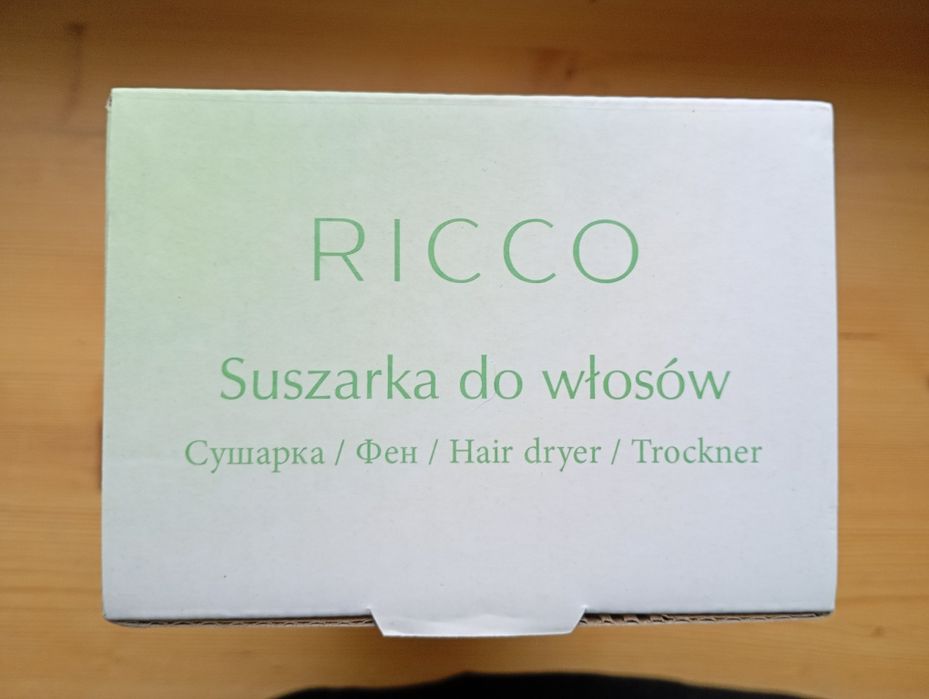 RICCO
Suszarka do włosów
Сушарка / Фен / Hair dryer / Trockner